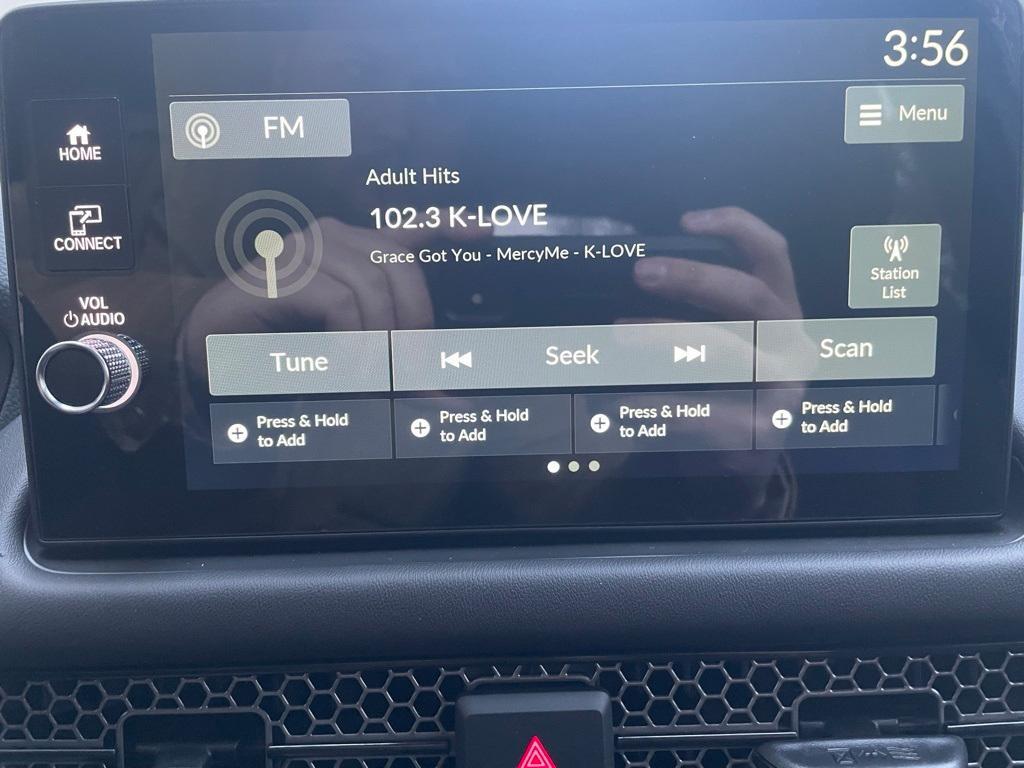 3:56
FM
Menu
HOME
Adult Hits
102.3 K-LOVE
CONNECT
Grace Got You - MercyMe - K-LOVE
Station
List
VOL
AUDIO
Tune
Seek
Scan
Press & Hold
to Add
Press & Hold
to Add
Press & Hold
to Add
Press & Hold
to Add